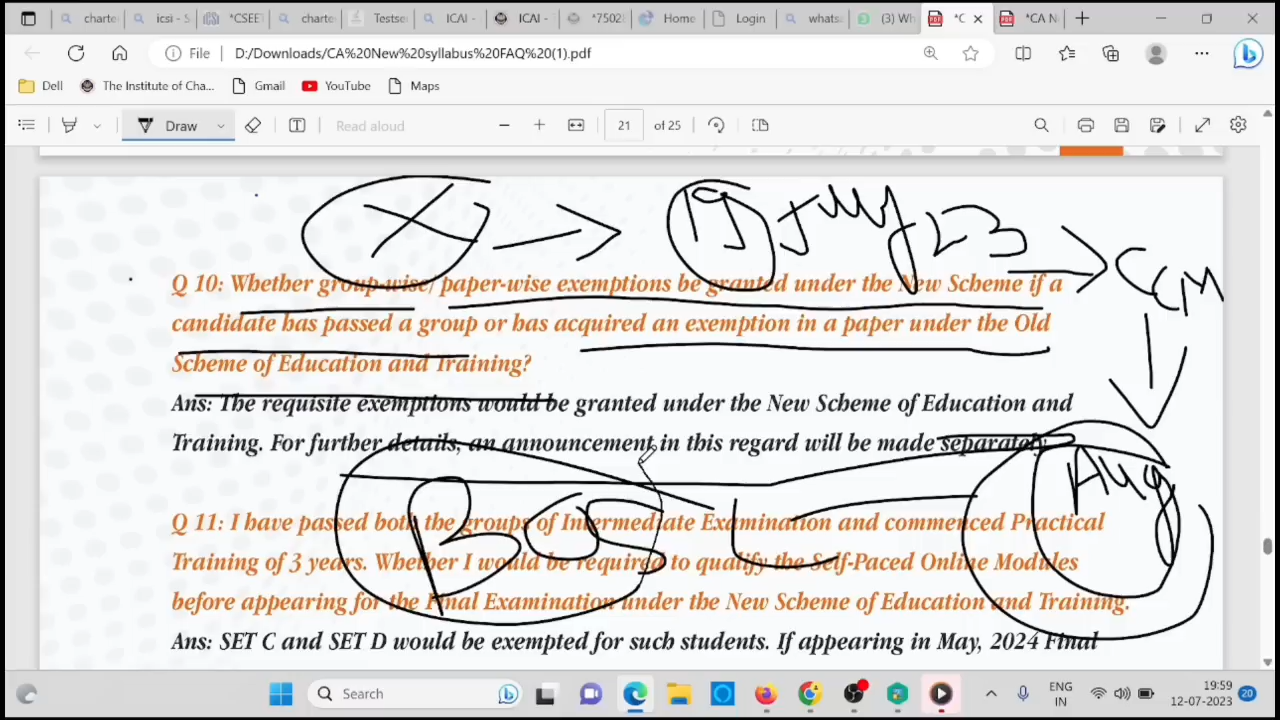 charte
icsi - S
*CSEET
charte
Testser
ICAI -
ICAI -
*7502
Home
Login
whats
(3) Wh
*C
*CA N
File D:/Downloads/CA%20New%20syllabus%20FAQ%20(1).pdf
Dell The Institute of Cha... Gmail YouTube Maps
Draw Read aloud 21 of 25
X → 19 July 23 → CCM
Q 10: Whether group-wise/ paper-wise exemptions be granted under the New Scheme if a
candidate has passed a group or has acquired an exemption in a paper under the Old
Scheme of Education and Training?
Ans: The requisite exemptions would be granted under the New Scheme of Education and
Training. For further details, an announcement in this regard will be made separately.
Aug
BOS
Q 11: I have passed both the groups of Intermediate Examination and commenced Practical
Training of 3 years. Whether I would be required to qualify the Self-Paced Online Modules
before appearing for the Final Examination under the New Scheme of Education and Training.
Ans: SET C and SET D would be exempted for such students. If appearing in May, 2024 Final
Search
ENG
IN
19:59
12-07-2023
20